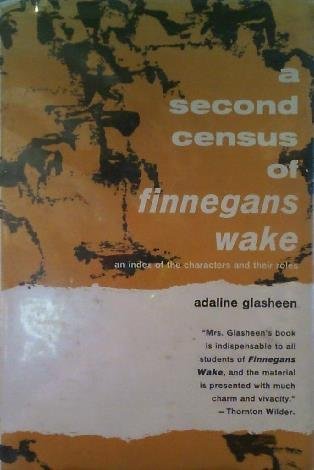 a
second
census
of
finnegans
wake
an index of the characters and their roles
adaline glasheen
"Mrs. Glasheen's book
is indispensable to all
students of Finnegans
Wake, and the material
is presented with much
charm and vivacity."
—Thornton Wilder.